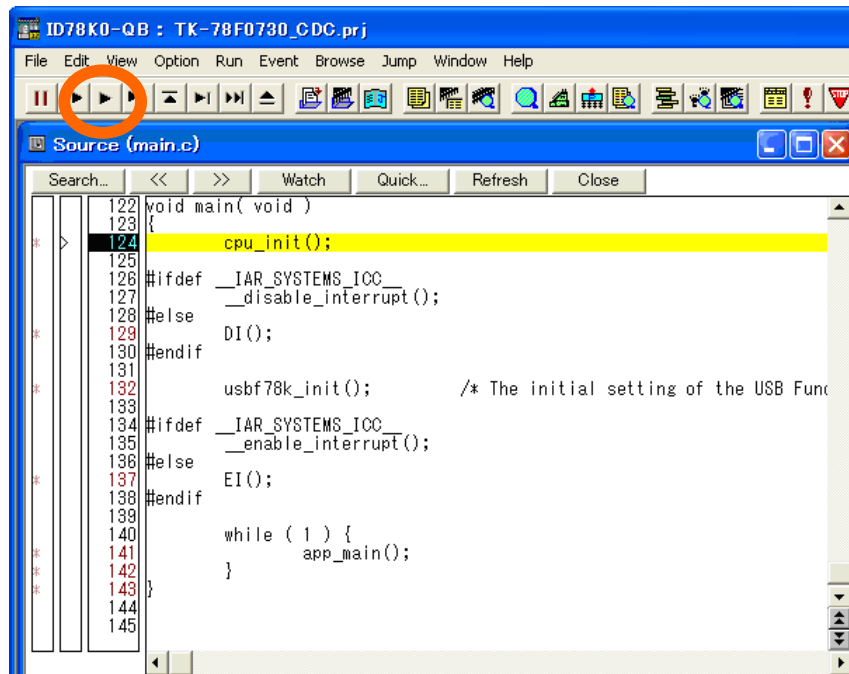 ID78K0-QB : TK-78F0730_CDC.prj
File Edit View Option Run Event Browse Jump Window Help
Source (main.c)
Search... << >> Watch Quick... Refresh Close
122 void main( void )
123 {
* > 124 cpu_init();
125
126 #ifdef __IAR_SYSTEMS_ICC__
127 __disable_interrupt();
128 #else
* 129 DI();
130 #endif
131
* 132 usbf78k_init(); /* The initial setting of the USB Func
133
134 #ifdef __IAR_SYSTEMS_ICC__
135 __enable_interrupt();
136 #else
* 137 EI();
138 #endif
139
140 while ( 1 ) {
* 141 app_main();
* 142 }
* 143 }
144
145